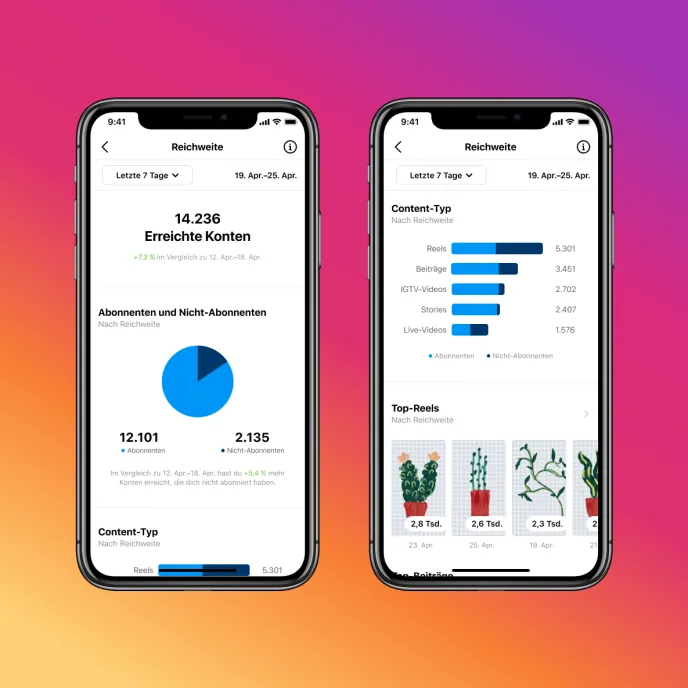 9:41
Reichweite
Letzte 7 Tage
19. Apr.–25. Apr.
14.236
Erreichte Konten
+7,3 % Im Vergleich zu 12. Apr.–18. Apr.
Abonnenten und Nicht-Abonnenten
Nach Reichweite
12.101
Abonnenten
2.135
Nicht-Abonnenten
Im Vergleich zu 12. Apr.–18. Apr. hast du +5,4 % mehr
Konten erreicht, die dich nicht abonniert haben.
Content-Typ
Nach Reichweite
Reels 5.301
9:41
Reichweite
Letzte 7 Tage
19. Apr.–25. Apr.
Content-Typ
Nach Reichweite
Reels 5.301
Beiträge 3.451
IGTV-Videos 2.702
Stories 2.407
Live-Videos 1.576
Abonnenten Nicht-Abonnenten
Top-Reels
Nach Reichweite
2,8 Tsd. 2,6 Tsd. 2,3 Tsd. 2
23. Apr. 25. Apr. 19. Apr. 21
Top-Beiträge